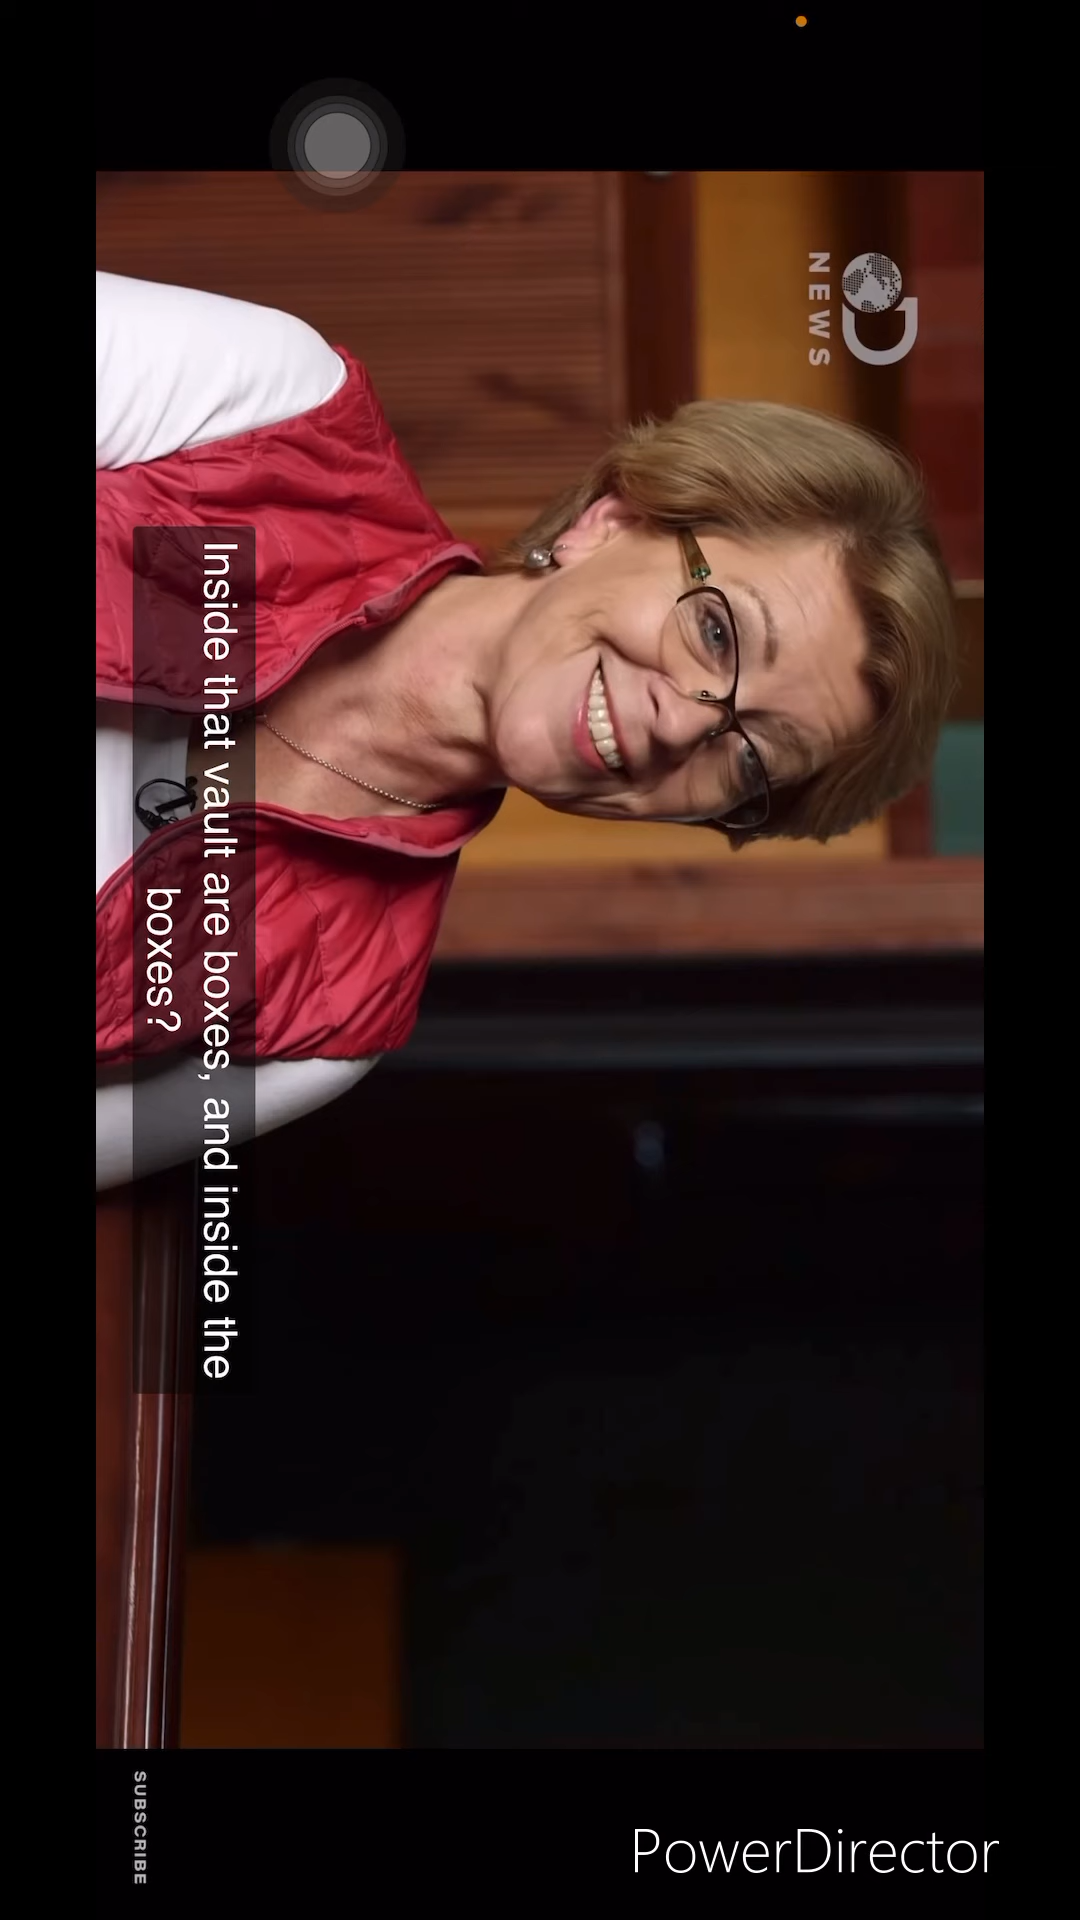 D
NEWS
Inside that vault are boxes, and inside the
boxes?
SUBSCRIBE
PowerDirector